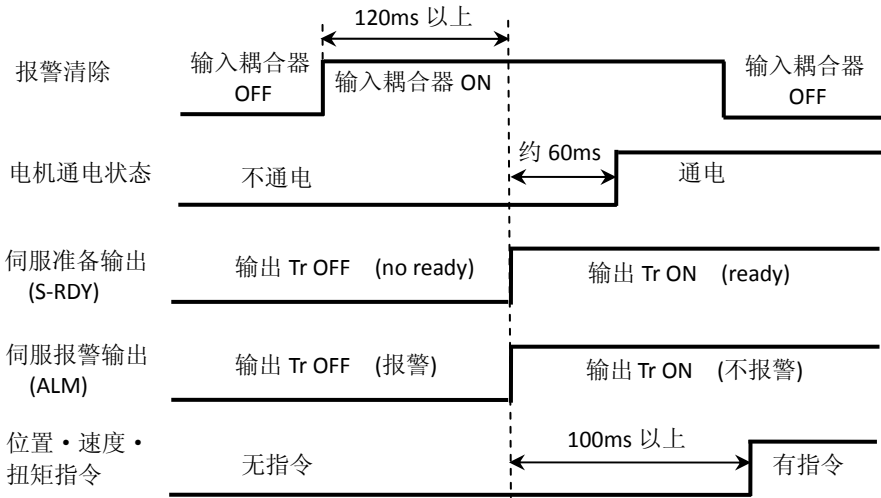 120ms 以上
报警清除
输入耦合器
OFF
输入耦合器 ON
输入耦合器
OFF
电机通电状态
不通电
约 60ms
通电
伺服准备输出
(S-RDY)
输出 Tr OFF (no ready)
输出 Tr ON (ready)
伺服报警输出
(ALM)
输出 Tr OFF (报警)
输出 Tr ON (不报警)
位置·速度·
扭矩指令
无指令
100ms 以上
有指令